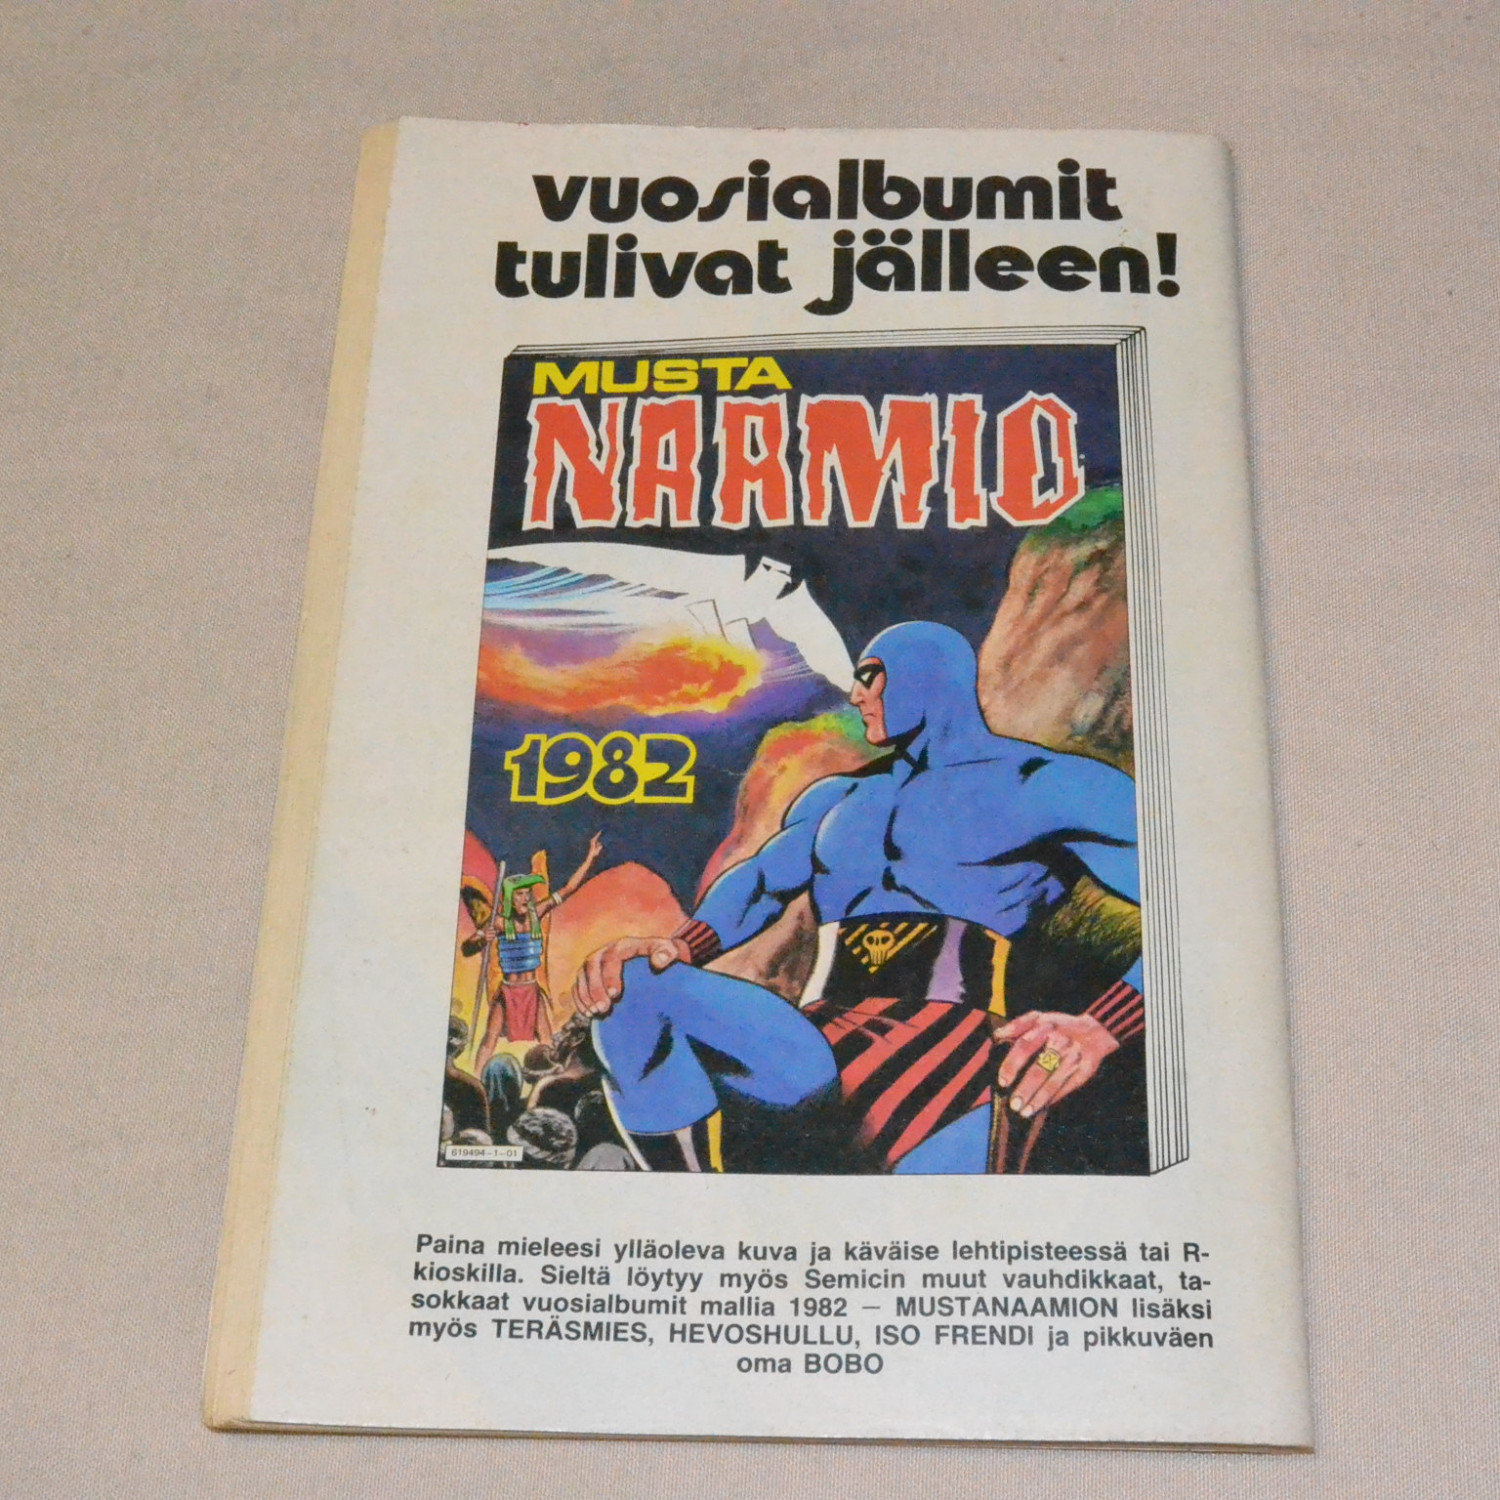 vuosialbumit
tulivat jälleen!
MUSTA
NAAMIO
1982
619494-1-01
Paina mieleesi ylläoleva kuva ja käväise lehtipisteessä tai R-
kioskilla. Sieltä löytyy myös Semicin muut vauhdikkaat, ta-
sokkaat vuosialbumit mallia 1982 — MUSTANAAMION lisäksi
myös TERÄSMIES, HEVOSHULLU, ISO FRENDI ja pikkuväen
oma BOBO